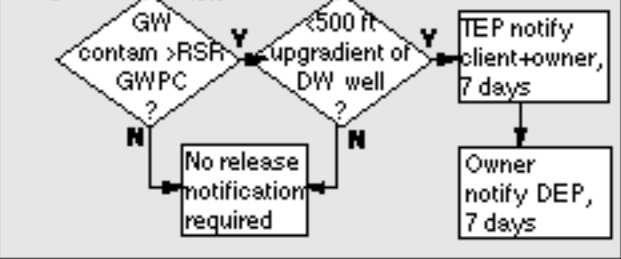 GW
contam >RSR
GWPC
?
Y
N
<500 ft
upgradient of
DW well
?
Y
N
TEP notify
client+owner,
7 days
No release
notification
required
Owner
notify DEP,
7 days